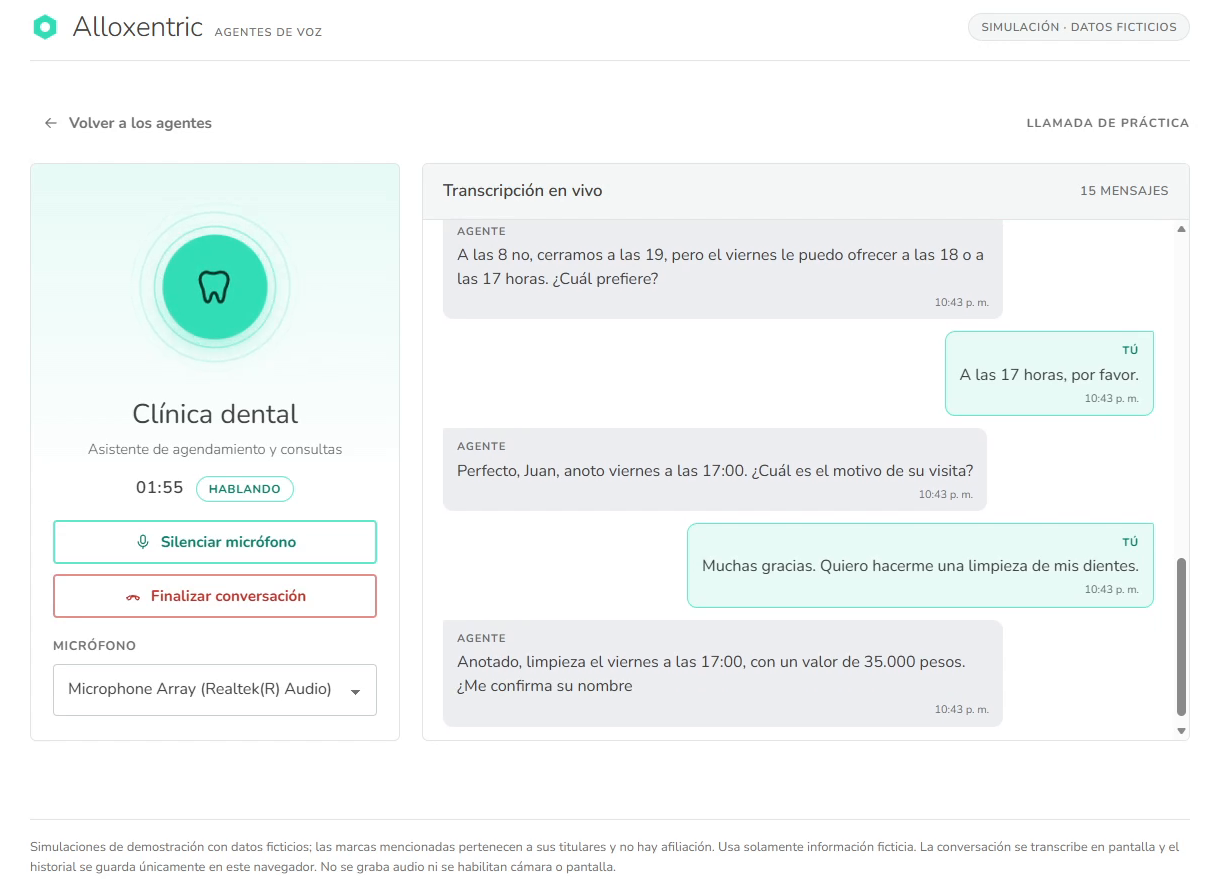 Alloxentric AGENTES DE VOZ
SIMULACIÓN · DATOS FICTICIOS
Volver a los agentes
LLAMADA DE PRÁCTICA
Clínica dental
Asistente de agendamiento y consultas
01:55 HABLANDO
Silenciar micrófono
Finalizar conversación
MICRÓFONO
Microphone Array (Realtek(R) Audio)
Transcripción en vivo
15 MENSAJES
AGENTE
A las 8 no, cerramos a las 19, pero el viernes le puedo ofrecer a las 18 o a
las 17 horas. ¿Cuál prefiere?
10:43 p. m.
TÚ
A las 17 horas, por favor.
10:43 p. m.
AGENTE
Perfecto, Juan, anoto viernes a las 17:00. ¿Cuál es el motivo de su visita?
10:43 p. m.
TÚ
Muchas gracias. Quiero hacerme una limpieza de mis dientes.
10:43 p. m.
AGENTE
Anotado, limpieza el viernes a las 17:00, con un valor de 35.000 pesos.
¿Me confirma su nombre
10:43 p. m.
Simulaciones de demostración con datos ficticios; las marcas mencionadas pertenecen a sus titulares y no hay afiliación. Usa solamente información ficticia. La conversación se transcribe en pantalla y el
historial se guarda únicamente en este navegador. No se graba audio ni se habilitan cámara o pantalla.